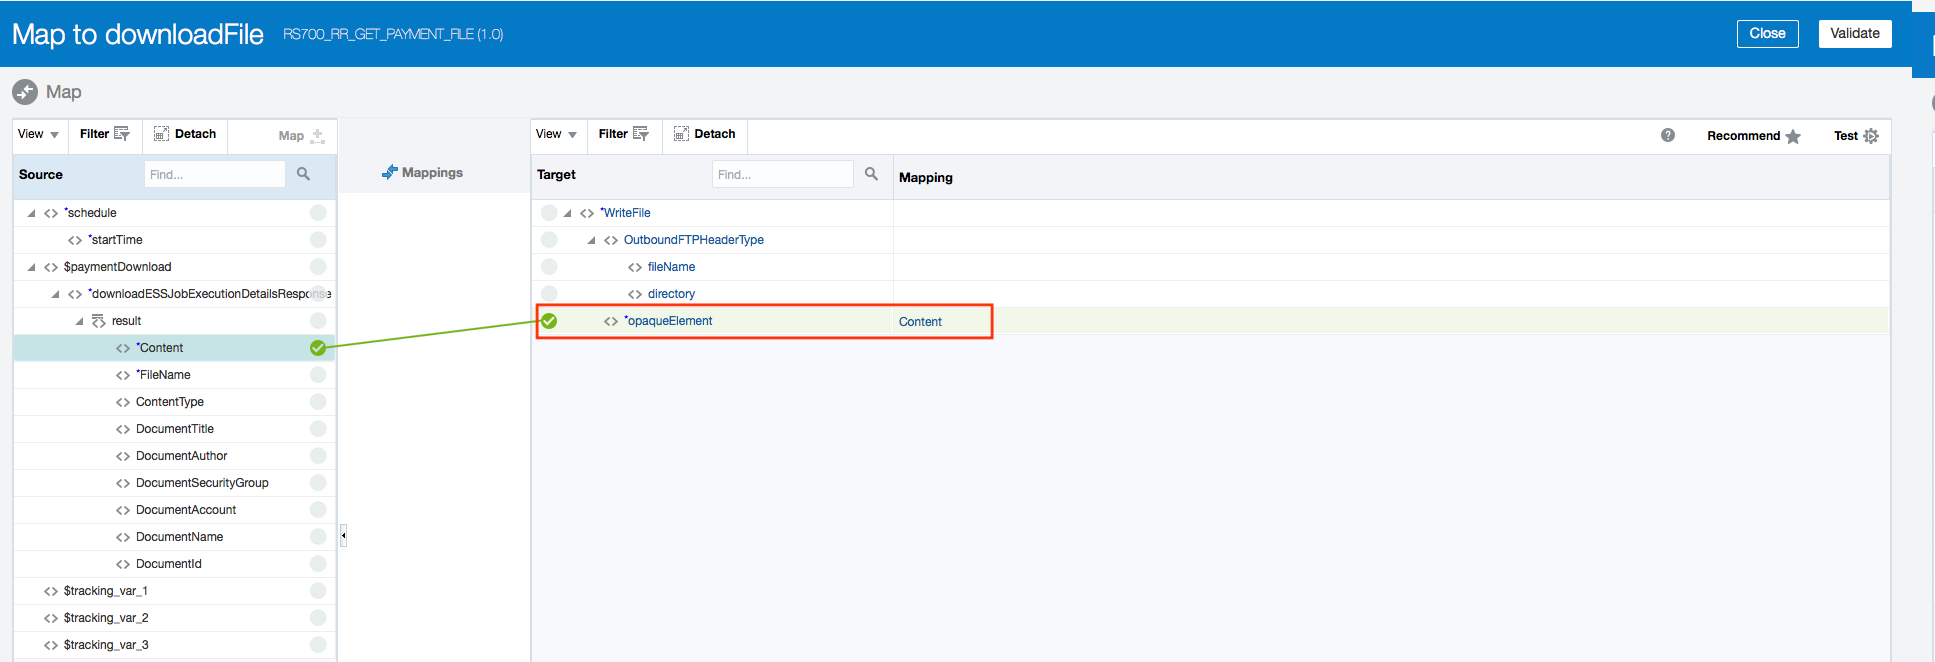 Map to downloadFile RS700_RR_GET_PAYMENT_FILE (1.0) Close Validate
Map
View Filter Detach Map View Filter Detach ? Recommend Test
Source Find... Mappings Target Find... Mapping
*schedule *WriteFile
*startTime OutboundFTPHeaderType
$paymentDownload fileName
*downloadESSJobExecutionDetailsResponse directory
result *opaqueElement Content
*Content
*FileName
ContentType
DocumentTitle
DocumentAuthor
DocumentSecurityGroup
DocumentAccount
DocumentName
DocumentId
$tracking_var_1
$tracking_var_2
$tracking_var_3